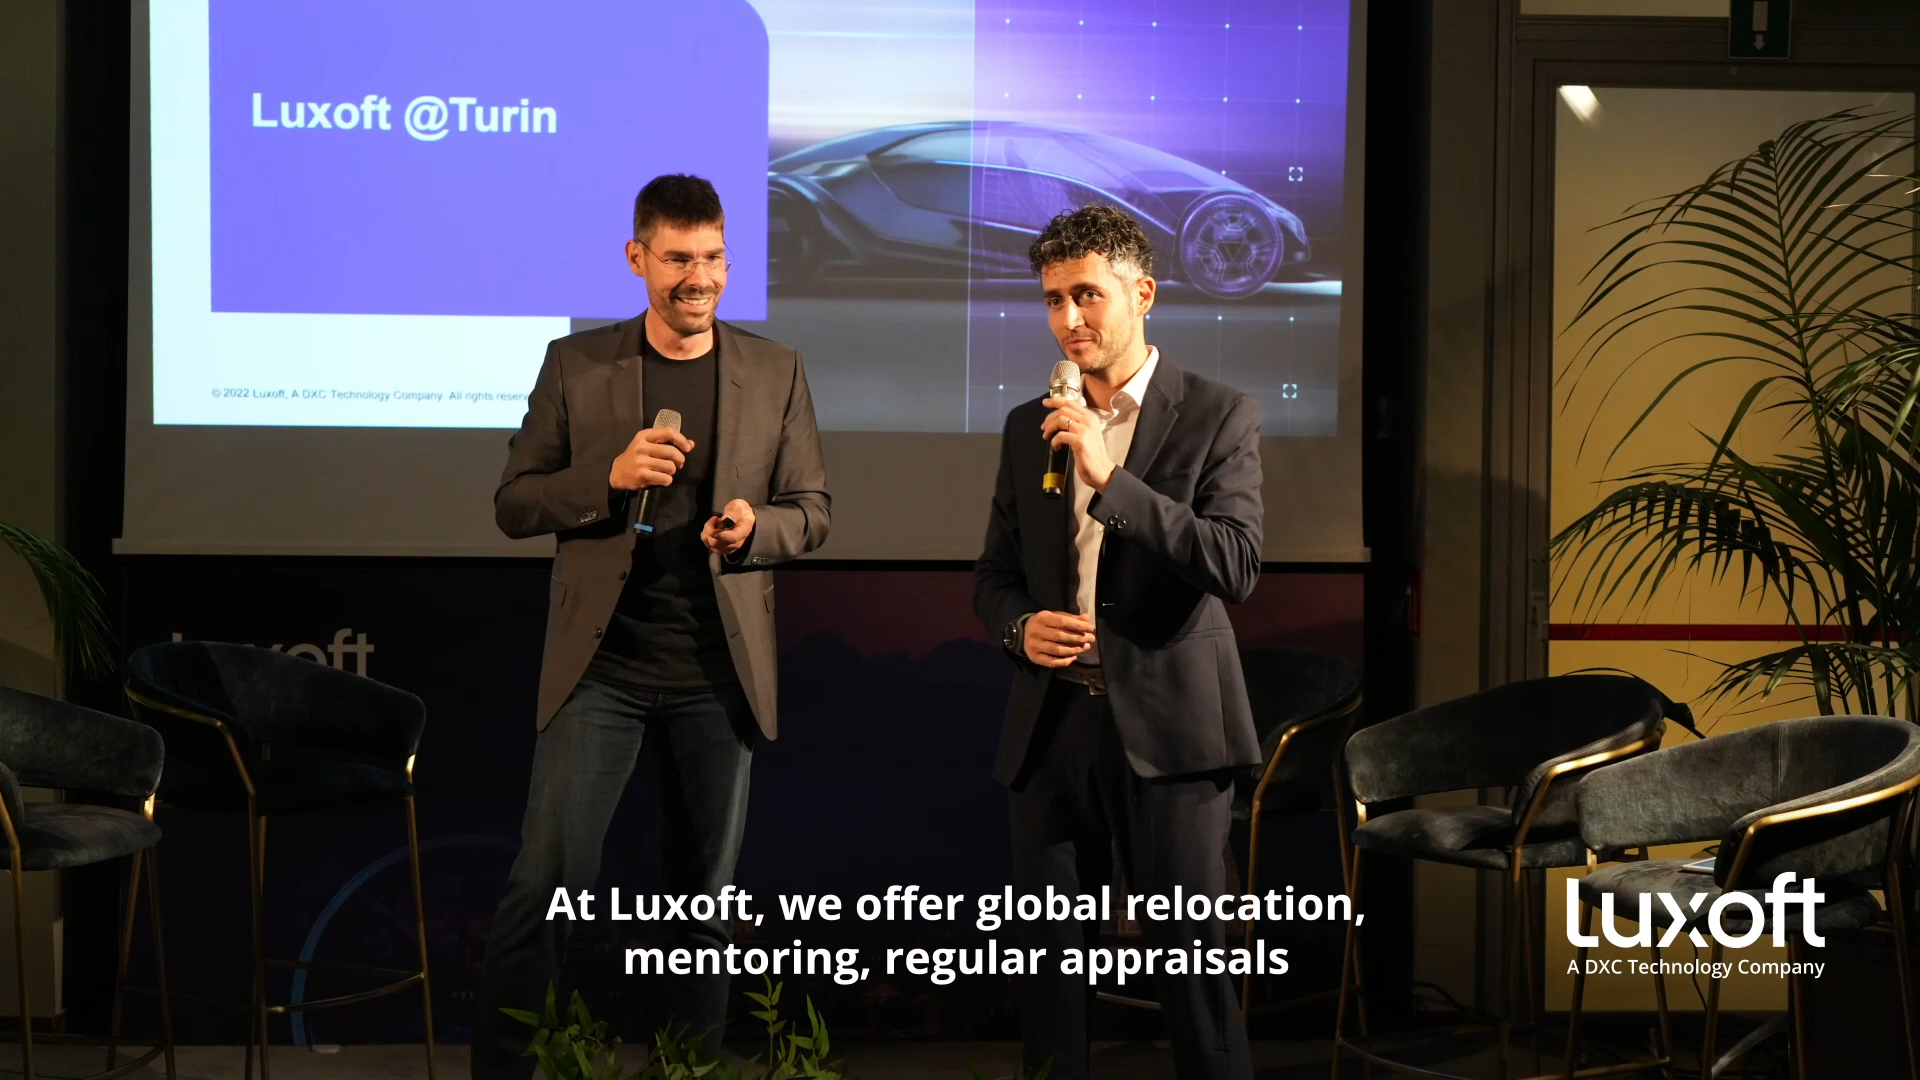 Luxoft @Turin
© 2022 Luxoft, A DXC Technology Company. All rights
Luxoft
At Luxoft, we offer global relocation,
mentoring, regular appraisals
Luxoft
A DXC Technology Company